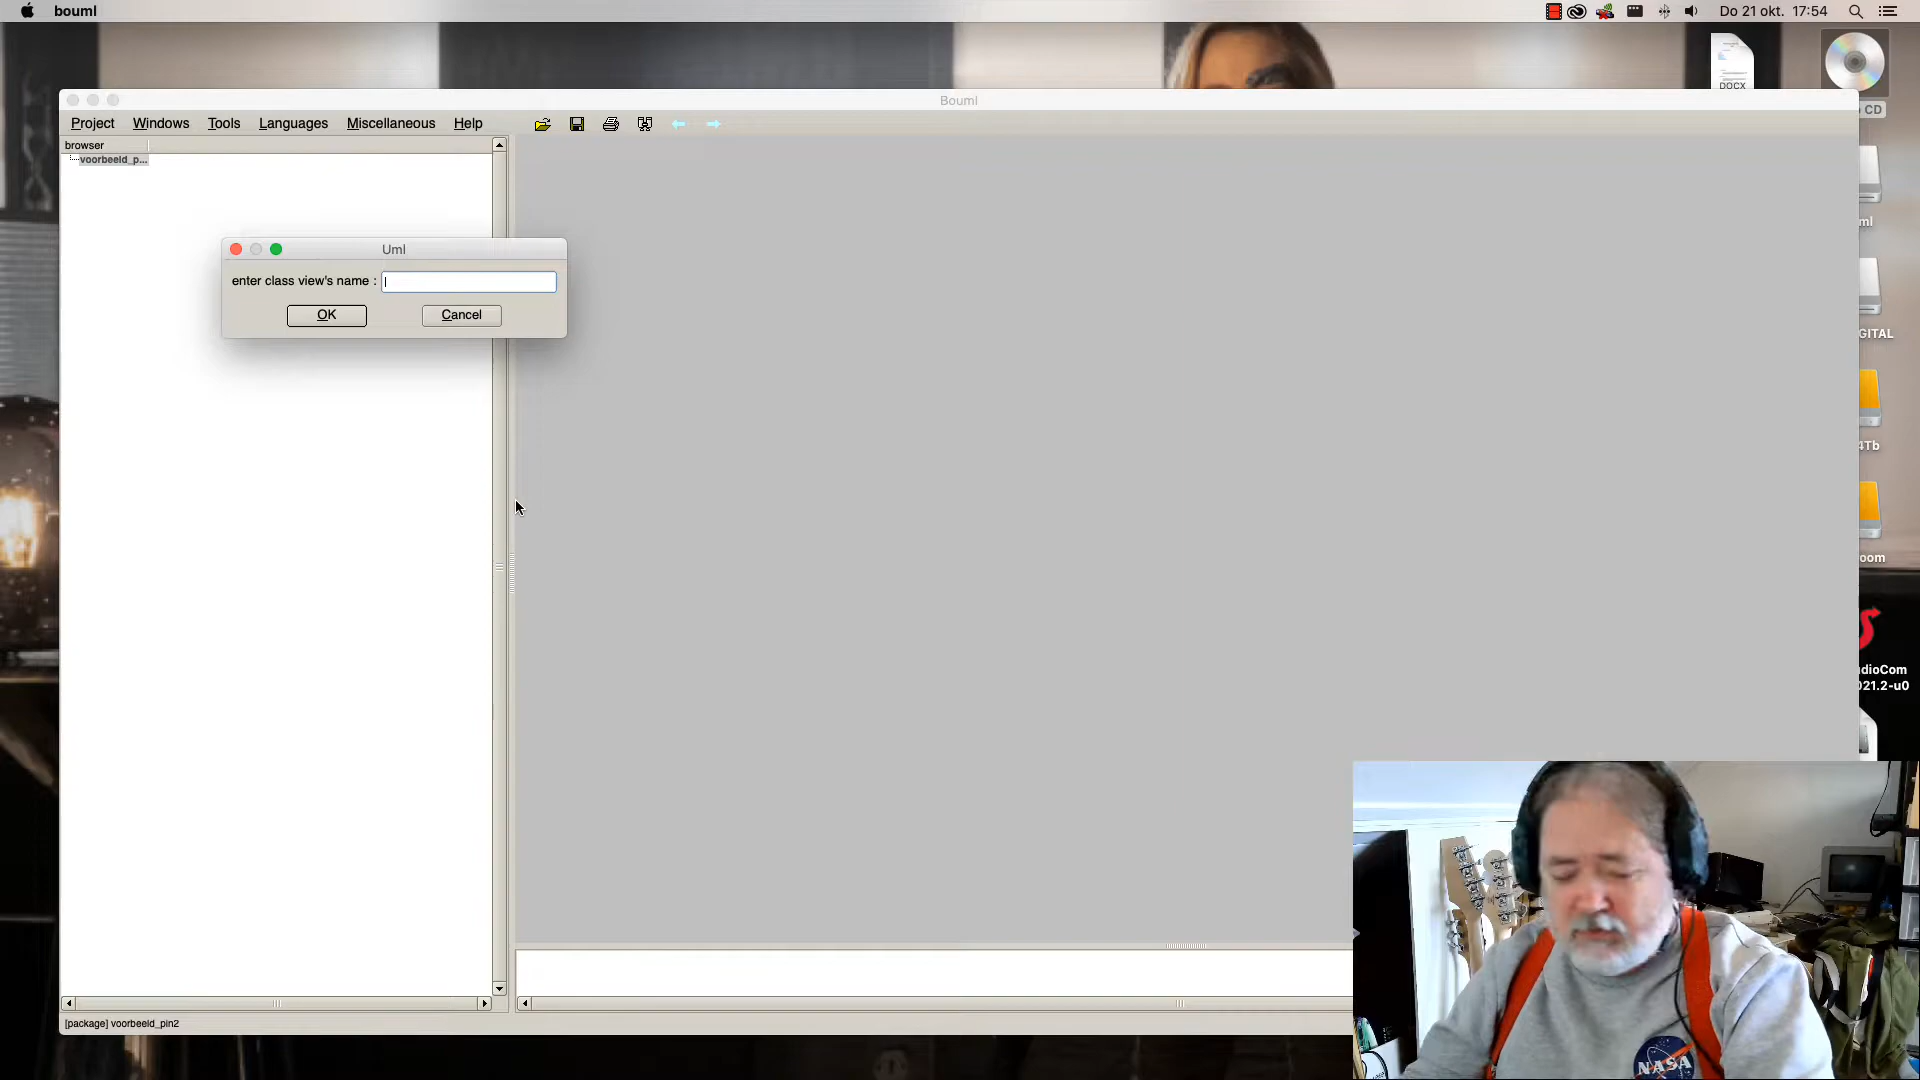 bouml
Do 21 okt. 17:54
DOCX
CD
Bouml
Project Windows Tools Languages Miscellaneous Help
browser
voorbeeld_p...
Uml
enter class view's name :
OK Cancel
ml
GITAL
4Tb
oom
dioCom
021.2-u0
NASA
[package] voorbeeld_pin2